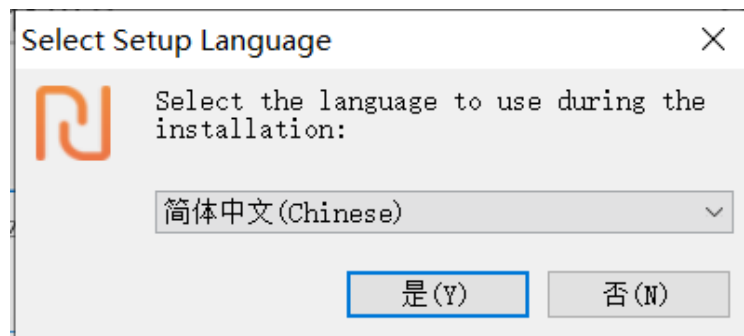 Select Setup Language
Select the language to use during the
installation:
简体中文(Chinese)
是(Y)
否(N)